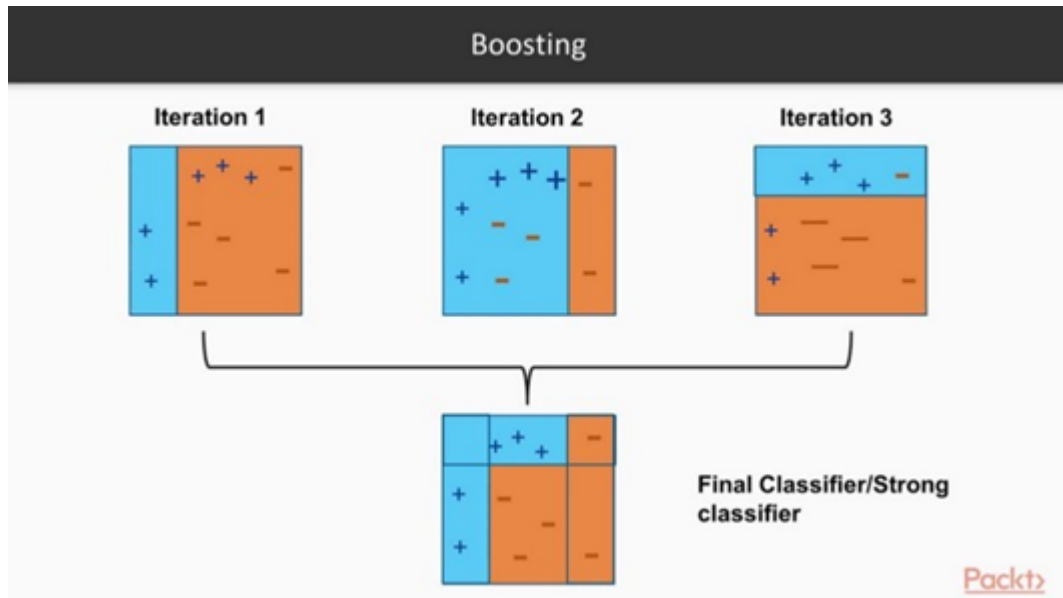 Boosting
Iteration 1
Iteration 2
Iteration 3
Final Classifier/Strong
classifier
Packt>